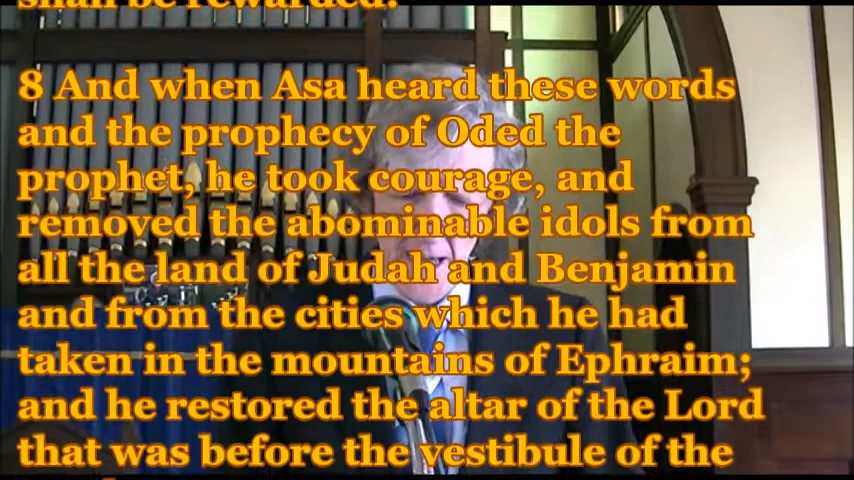 shall be rewarded.
8 And when Asa heard these words
and the prophecy of Oded the
prophet, he took courage, and
removed the abominable idols from
all the land of Judah and Benjamin
and from the cities which he had
taken in the mountains of Ephraim;
and he restored the altar of the Lord
that was before the vestibule of the